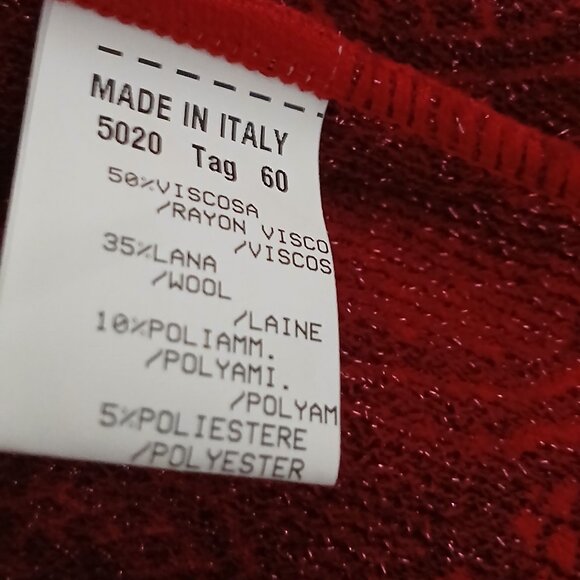 MADE IN ITALY
5020 Tag 60
50%VISCOSA
/RAYON VISCO
/VISCOS
35%LANA
/WOOL
/LAINE
10%POLIAMM.
/POLYAMI.
/POLYAM
5%POLIESTERE
/POLYESTER